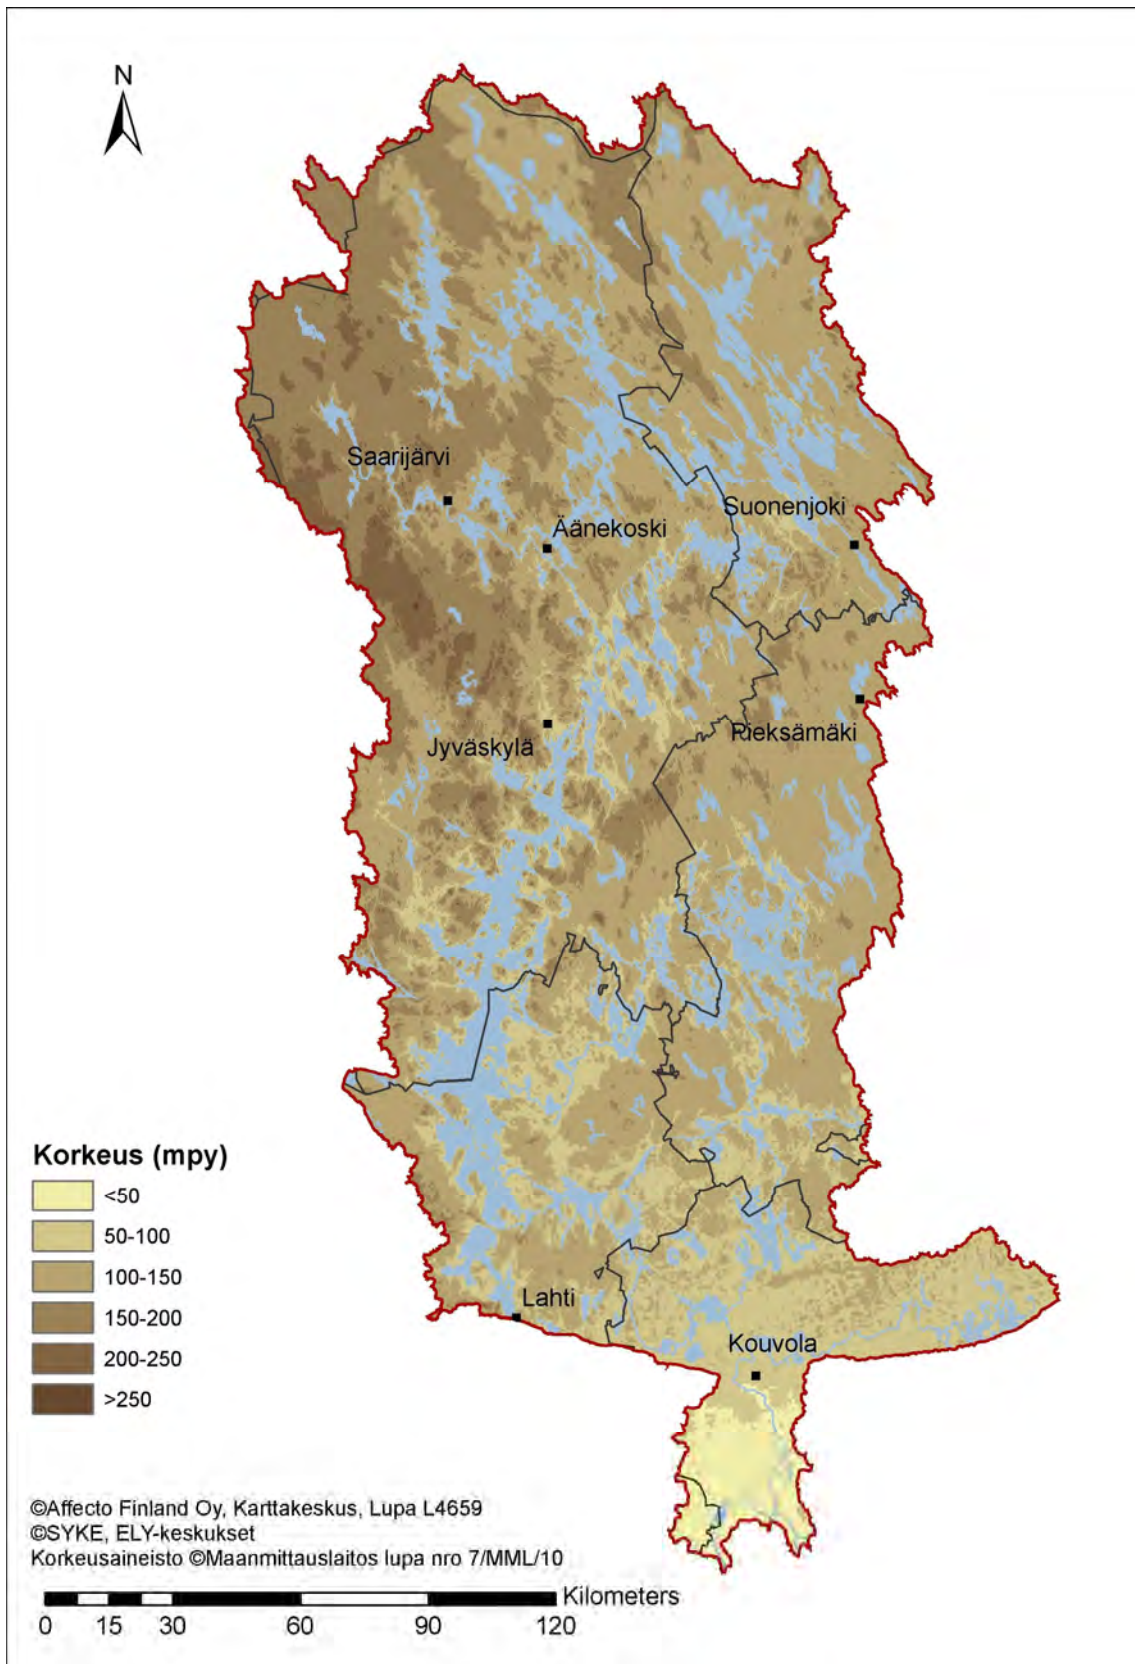 N
Saarijärvi
Äänekoski
Suonenjoki
Jyväskylä
Pieksämäki
Lahti
Kouvola
Korkeus (mpy)
<50
50-100
100-150
150-200
200-250
>250
©Affecto Finland Oy, Karttakeskus, Lupa L4659
©SYKE, ELY-keskukset
Korkeusaineisto ©Maanmittauslaitos lupa nro 7/MML/10
Kilometers
0 15 30 60 90 120